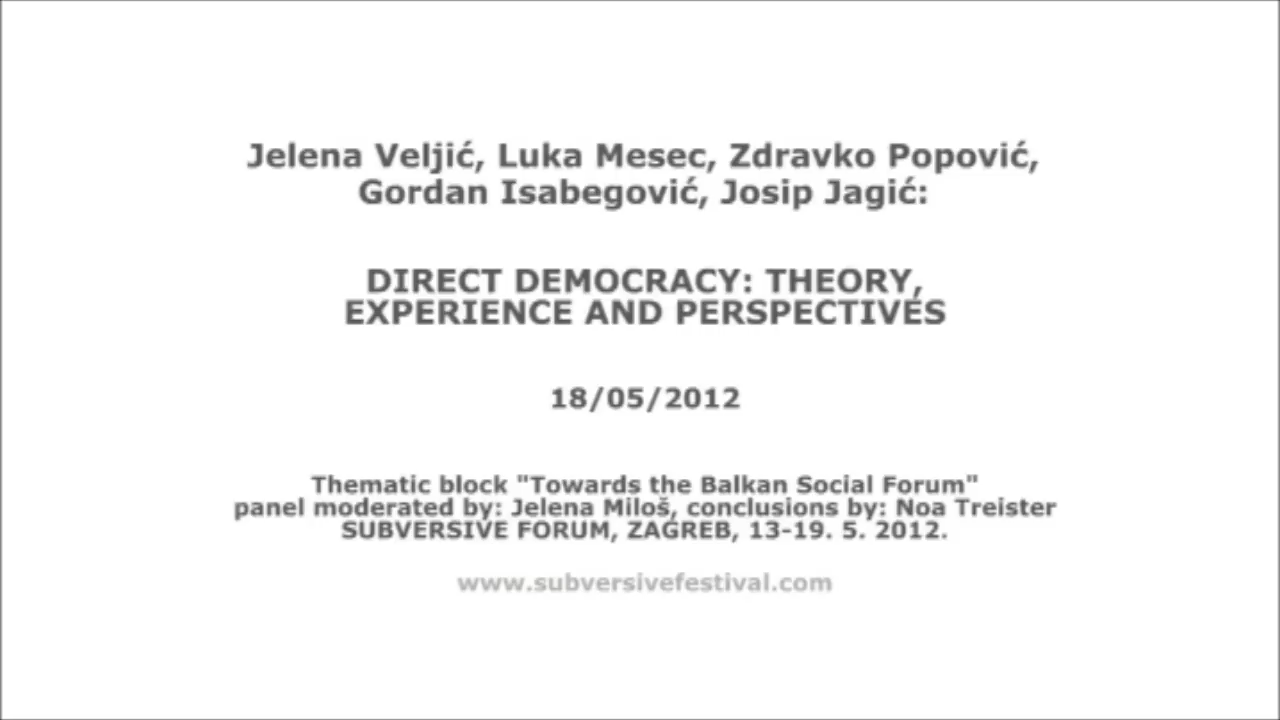 Jelena Veljić, Luka Mesec, Zdravko Popović,
Gordan Isabegović, Josip Jagić:
DIRECT DEMOCRACY: THEORY,
EXPERIENCE AND PERSPECTIVES
18/05/2012
Thematic block "Towards the Balkan Social Forum"
panel moderated by: Jelena Miloš, conclusions by: Noa Treister
SUBVERSIVE FORUM, ZAGREB, 13-19. 5. 2012.
www.subversivefestival.com